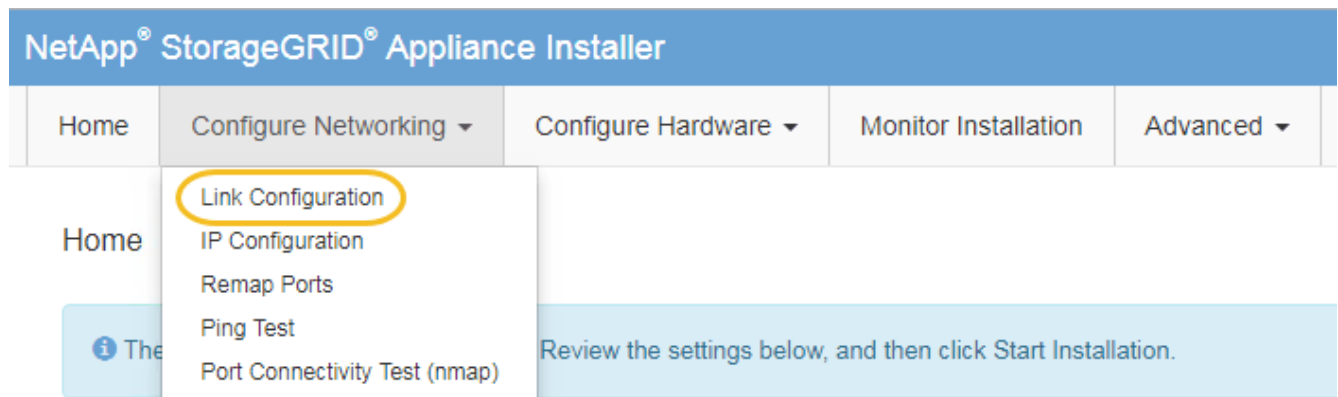 NetApp® StorageGRID® Appliance Installer
Home Configure Networking Configure Hardware Monitor Installation Advanced
Link Configuration
Home IP Configuration
Remap Ports
Ping Test
The Review the settings below, and then click Start Installation.
Port Connectivity Test (nmap)